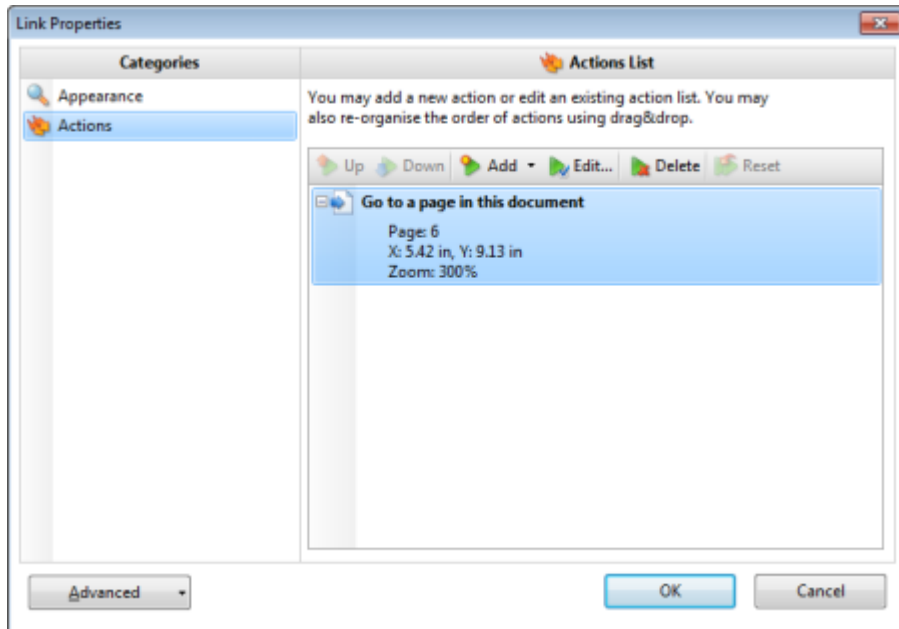 Link Properties
Categories
Appearance
Actions
Actions List
You may add a new action or edit an existing action list. You may
also re-organise the order of actions using drag&drop.
Up Down Add Edit... Delete Reset
Go to a page in this document
Page: 6
X: 5.42 in, Y: 9.13 in
Zoom: 300%
Advanced OK Cancel